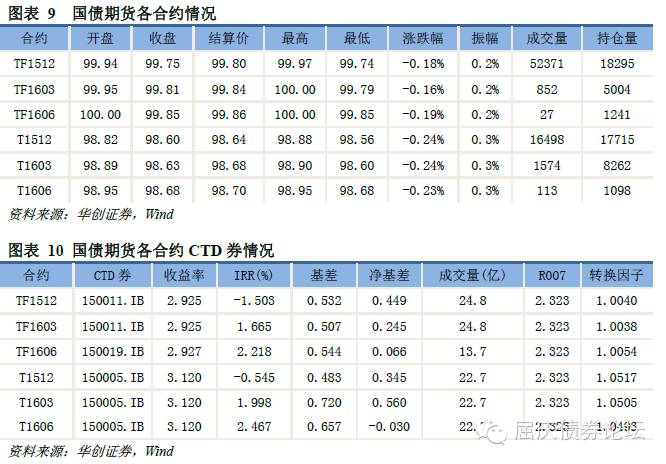 图表 9 国债期货各合约情况
合约 开盘 收盘 结算价 最高 最低 涨跌幅 振幅 成交量 持仓量
TF1512 99.94 99.75 99.80 99.97 99.74 -0.18% 0.2% 52371 18295
TF1603 99.95 99.81 99.84 100.00 99.79 -0.16% 0.2% 852 5004
TF1606 100.00 99.85 99.86 100.00 99.85 -0.19% 0.2% 27 1241
T1512 98.82 98.60 98.64 98.88 98.56 -0.24% 0.3% 16498 17715
T1603 98.89 98.63 98.68 98.90 98.60 -0.24% 0.3% 1574 8262
T1606 98.95 98.68 98.70 98.95 98.68 -0.23% 0.3% 113 1098
资料来源：华创证券，Wind
图表 10 国债期货各合约 CTD 券情况
合约 CTD 券 收益率 IRR(%) 基差 净基差 成交量(亿) R007 转换因子
TF1512 150011.IB 2.925 -1.503 0.532 0.449 24.8 2.323 1.0040
TF1603 150011.IB 2.925 1.665 0.507 0.245 24.8 2.323 1.0038
TF1606 150019.IB 2.927 2.218 0.544 0.066 13.7 2.323 1.0054
T1512 150005.IB 3.120 -0.545 0.483 0.345 22.7 2.323 1.0517
T1603 150005.IB 3.120 1.998 0.720 0.560 22.7 2.323 1.0505
T1606 150005.IB 3.120 2.467 0.657 -0.030 2.323 1.0493
屈庆债券论坛
资料来源：华创证券，Wind